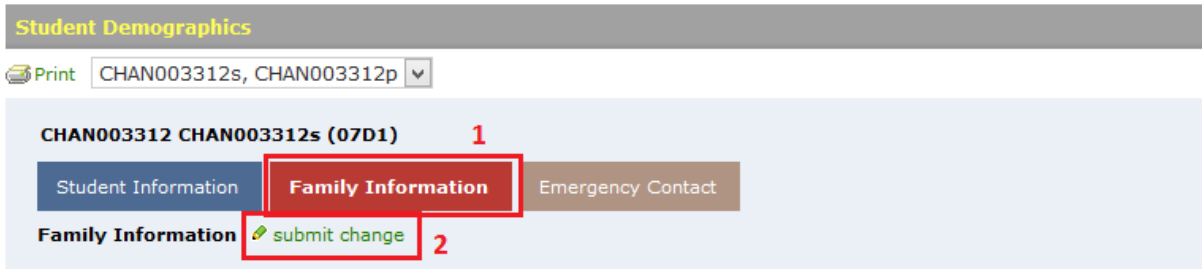 Student Demographics
Print CHAN003312s, CHAN003312p
CHAN003312 CHAN003312s (07D1) 1
Student Information Family Information Emergency Contact
Family Information submit change 2